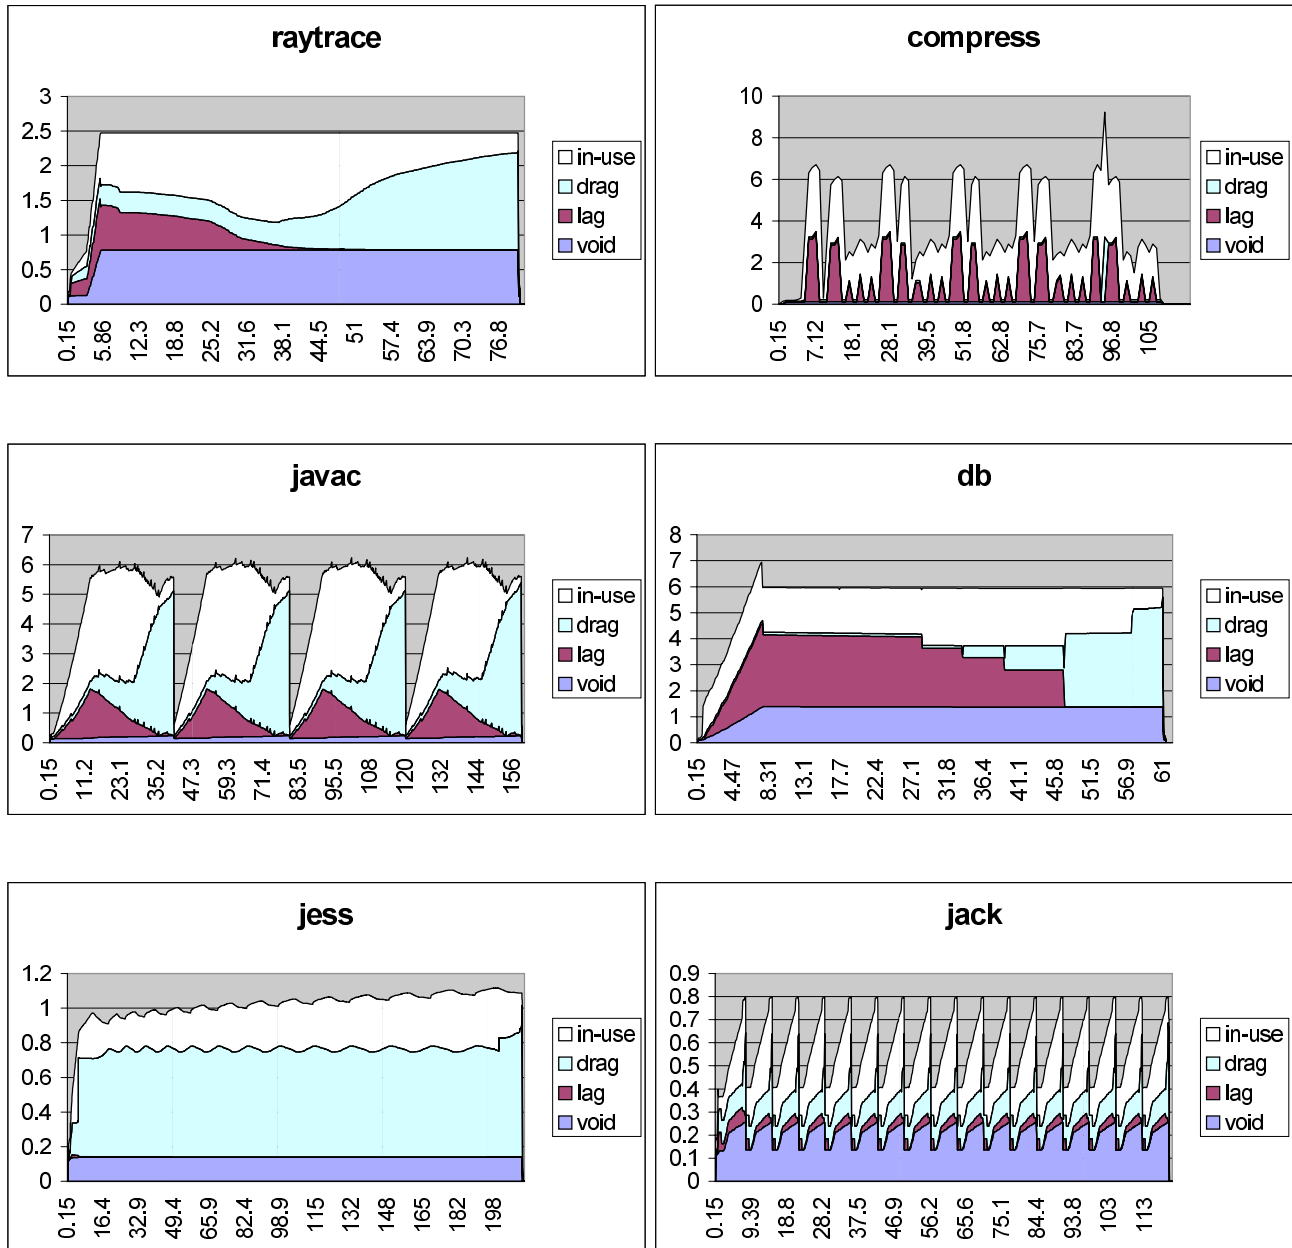 raytrace
3
2.5
2
1.5
1
0.5
0
0.15 5.86 12.3 18.8 25.2 31.6 38.1 44.5 51 57.4 63.9 70.3 76.8
in-use
drag
lag
void
compress
10
8
6
4
2
0
0.15 7.12 18.1 28.1 39.5 51.8 62.8 75.7 83.7 96.8 105
in-use
drag
lag
void
javac
7
6
5
4
3
2
1
0
0.15 11.2 23.1 35.2 47.3 59.3 71.4 83.5 95.5 108 120 132 144 156
in-use
drag
lag
void
db
8
7
6
5
4
3
2
1
0
0.15 4.47 8.31 13.1 17.7 22.4 27.1 31.8 36.4 41.1 45.8 51.5 56.9 61
in-use
drag
lag
void
jess
1.2
1
0.8
0.6
0.4
0.2
0
0.15 16.4 32.9 49.4 65.9 82.4 98.9 115 132 148 165 182 198
in-use
drag
lag
void
jack
0.9
0.8
0.7
0.6
0.5
0.4
0.3
0.2
0.1
0
0.15 9.39 18.8 28.2 37.5 46.9 56.2 65.6 75.1 84.4 93.8 103 113
in-use
drag
lag
void